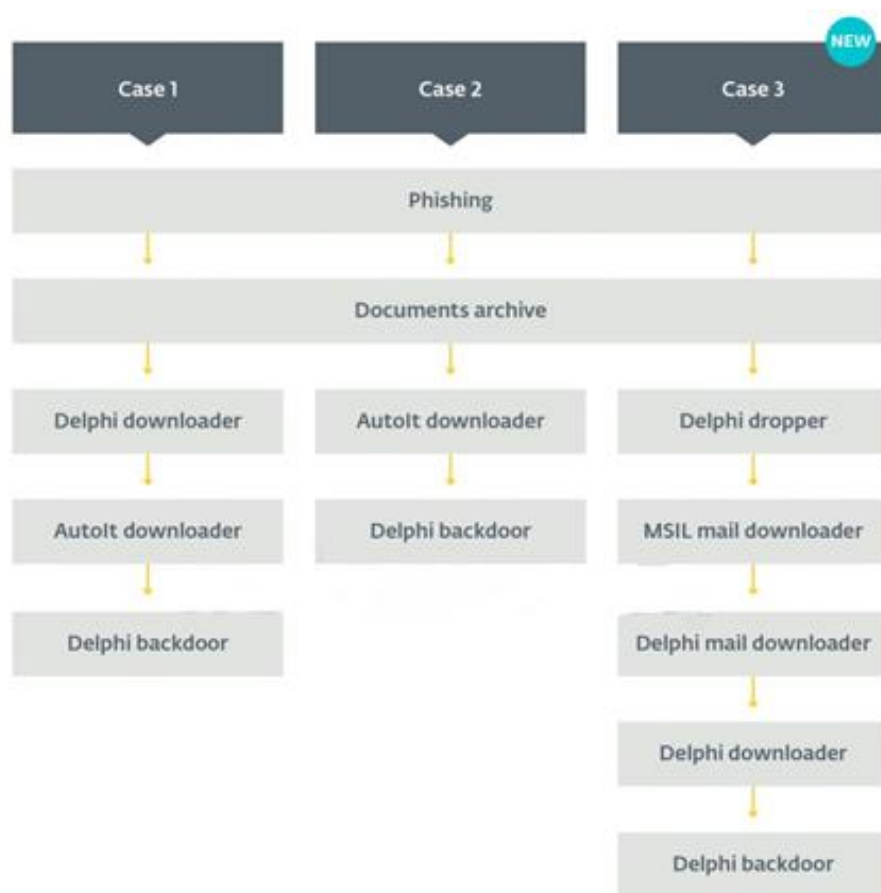 NEW
Case 1
Case 2
Case 3
Phishing
Documents archive
Delphi downloader
AutoIt downloader
Delphi dropper
AutoIt downloader
Delphi backdoor
MSIL mail downloader
Delphi backdoor
Delphi mail downloader
Delphi downloader
Delphi backdoor